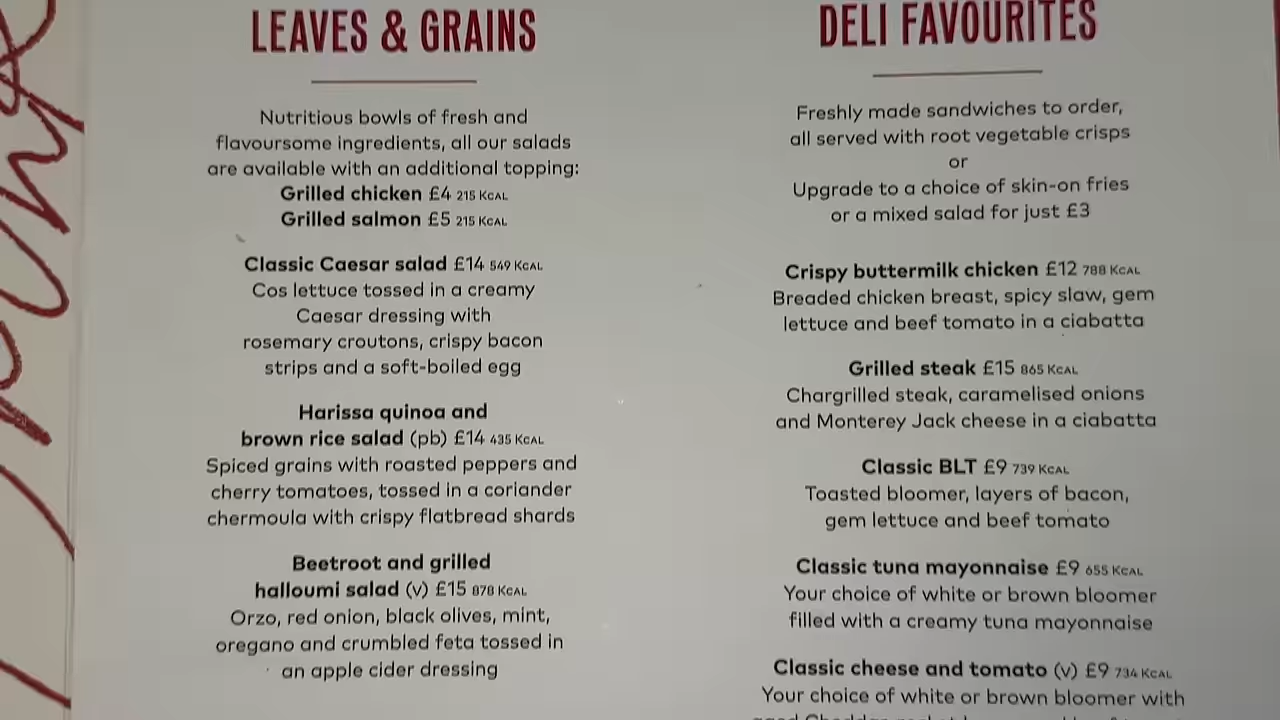 LEAVES & GRAINS
Nutritious bowls of fresh and
flavoursome ingredients, all our salads
are available with an additional topping:
Grilled chicken £4 215 KCAL
Grilled salmon £5 215 KCAL
Classic Caesar salad £14 549 KCAL
Cos lettuce tossed in a creamy
Caesar dressing with
rosemary croutons, crispy bacon
strips and a soft-boiled egg
Harissa quinoa and
brown rice salad (pb) £14 435 KCAL
Spiced grains with roasted peppers and
cherry tomatoes, tossed in a coriander
chermoula with crispy flatbread shards
Beetroot and grilled
halloumi salad (v) £15 878 KCAL
Orzo, red onion, black olives, mint,
oregano and crumbled feta tossed in
an apple cider dressing
DELI FAVOURITES
Freshly made sandwiches to order,
all served with root vegetable crisps
or
Upgrade to a choice of skin-on fries
or a mixed salad for just £3
Crispy buttermilk chicken £12 788 KCAL
Breaded chicken breast, spicy slaw, gem
lettuce and beef tomato in a ciabatta
Grilled steak £15 865 KCAL
Chargrilled steak, caramelised onions
and Monterey Jack cheese in a ciabatta
Classic BLT £9 739 KCAL
Toasted bloomer, layers of bacon,
gem lettuce and beef tomato
Classic tuna mayonnaise £9 655 KCAL
Your choice of white or brown bloomer
filled with a creamy tuna mayonnaise
Classic cheese and tomato (v) £9 734 KCAL
Your choice of white or brown bloomer with